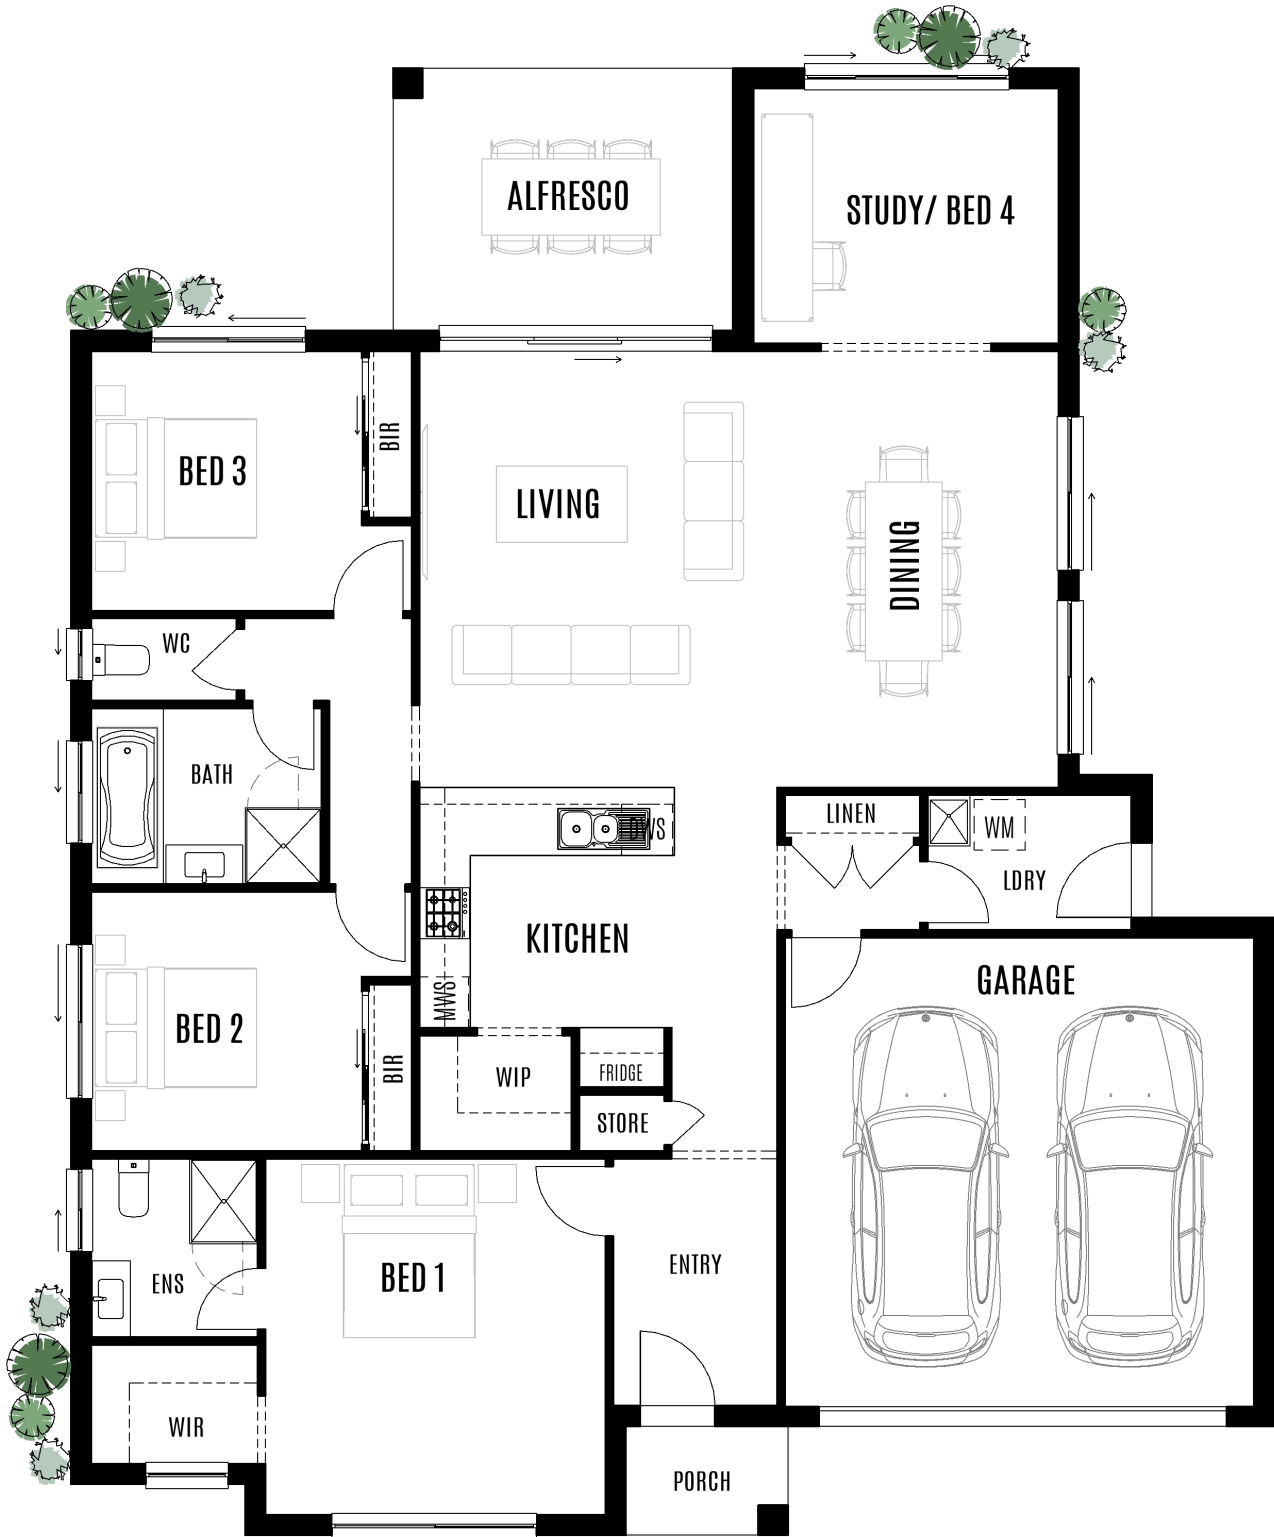 ALFRESCO
STUDY/ BED 4
BED 3
BIR
LIVING
DINING
WC
BATH
LINEN
WM
DWS
LDRY
KITCHEN
GARAGE
MWS
BED 2
BIR
WIP
FRIDGE
STORE
ENTRY
BED 1
ENS
WIR
PORCH